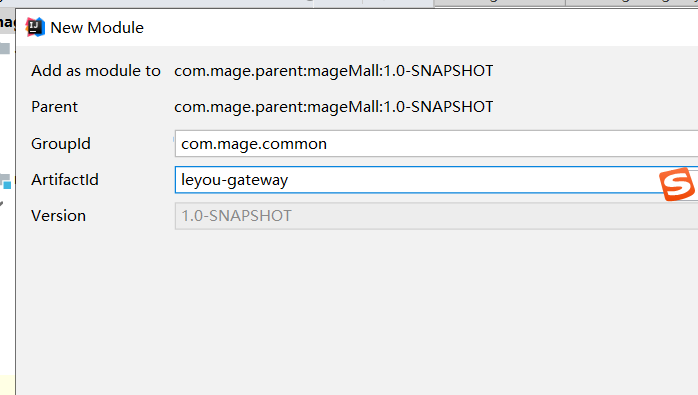 New Module
Add as module to com.mage.parent:mageMall:1.0-SNAPSHOT
Parent com.mage.parent:mageMall:1.0-SNAPSHOT
GroupId com.mage.common
ArtifactId leyou-gateway
Version 1.0-SNAPSHOT